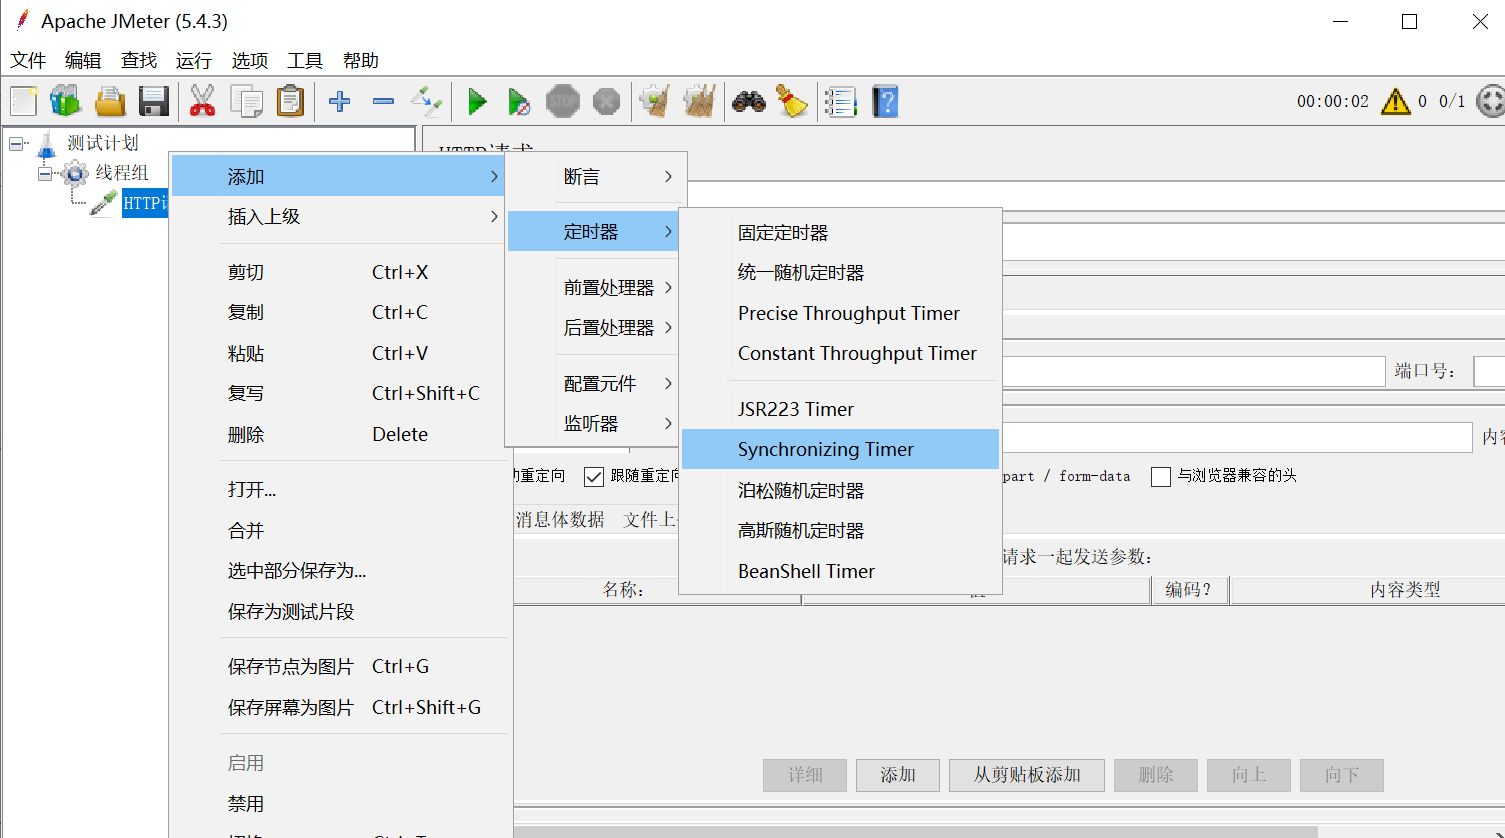 Apache JMeter (5.4.3)
文件 编辑 查找 运行 选项 工具 帮助
STOP
00:00:02 0 0/1
测试计划
线程组
HTTP请求
添加
插入上级
剪切 Ctrl+X
复制 Ctrl+C
粘贴 Ctrl+V
复写 Ctrl+Shift+C
删除 Delete
打开...
合并
选中部分保存为...
保存为测试片段
保存节点为图片 Ctrl+G
保存屏幕为图片 Ctrl+Shift+G
启用
禁用
断言
定时器
前置处理器
后置处理器
配置元件
监听器
固定定时器
统一随机定时器
Precise Throughput Timer
Constant Throughput Timer
JSR223 Timer
Synchronizing Timer
泊松随机定时器
高斯随机定时器
BeanShell Timer
端口号:
内容
重定向 跟随重定向 part / form-data 与浏览器兼容的头
消息体数据 文件上
请求一起发送参数:
名称: 值 编码? 内容类型
详细 添加 从剪贴板添加 删除 向上 向下